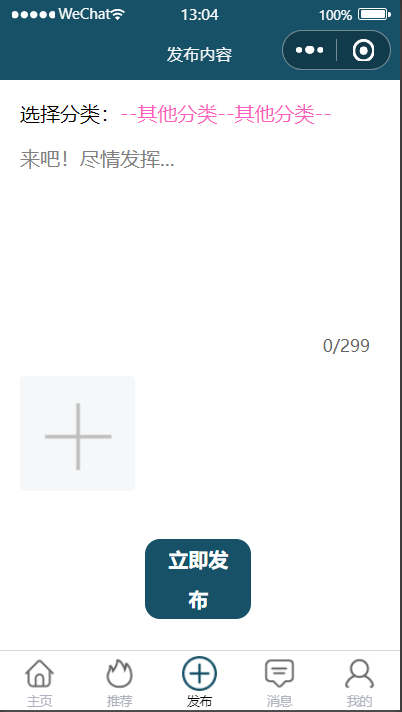 WeChat 13:04 100%
发布内容
选择分类：--其他分类--其他分类--
来吧！尽情发挥...
0/299
立即发
布
主页 推荐 发布 消息 我的